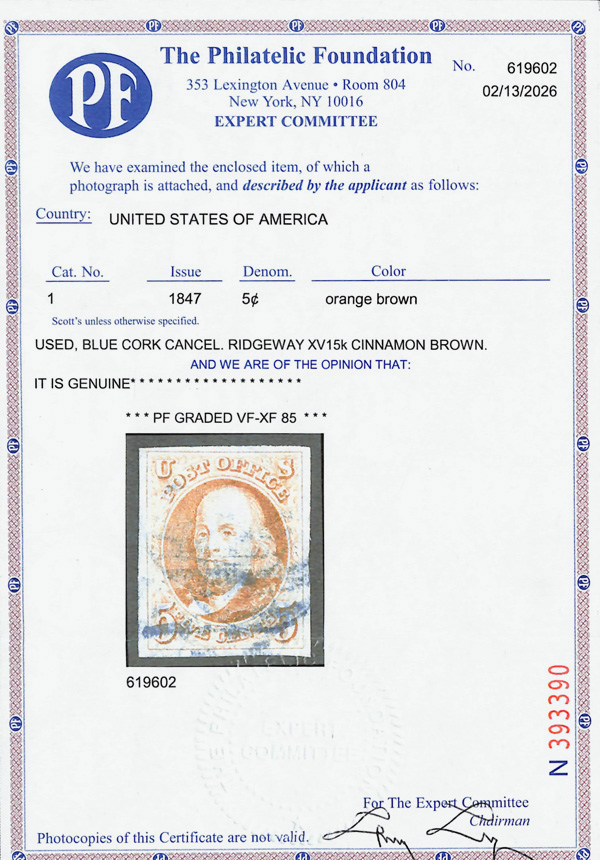 PF
The Philatelic Foundation
353 Lexington Avenue • Room 804
New York, NY 10016
EXPERT COMMITTEE
No. 619602
02/13/2026
We have examined the enclosed item, of which a
photograph is attached, and described by the applicant as follows:
Country: UNITED STATES OF AMERICA
Cat. No. Issue Denom. Color
1 1847 5¢ orange brown
Scott's unless otherwise specified.
USED, BLUE CORK CANCEL. RIDGEWAY XV15k CINNAMON BROWN.
AND WE ARE OF THE OPINION THAT:
IT IS GENUINE* * * * * * * * * * * * * * * * * * *
* * * PF GRADED VF-XF 85 * * *
U S
POST OFFICE
5 FIVE CENTS 5
619602
EXPERT
COMMITTEE
N 393390
For The Expert Committee
Chairman
Photocopies of this Certificate are not valid.